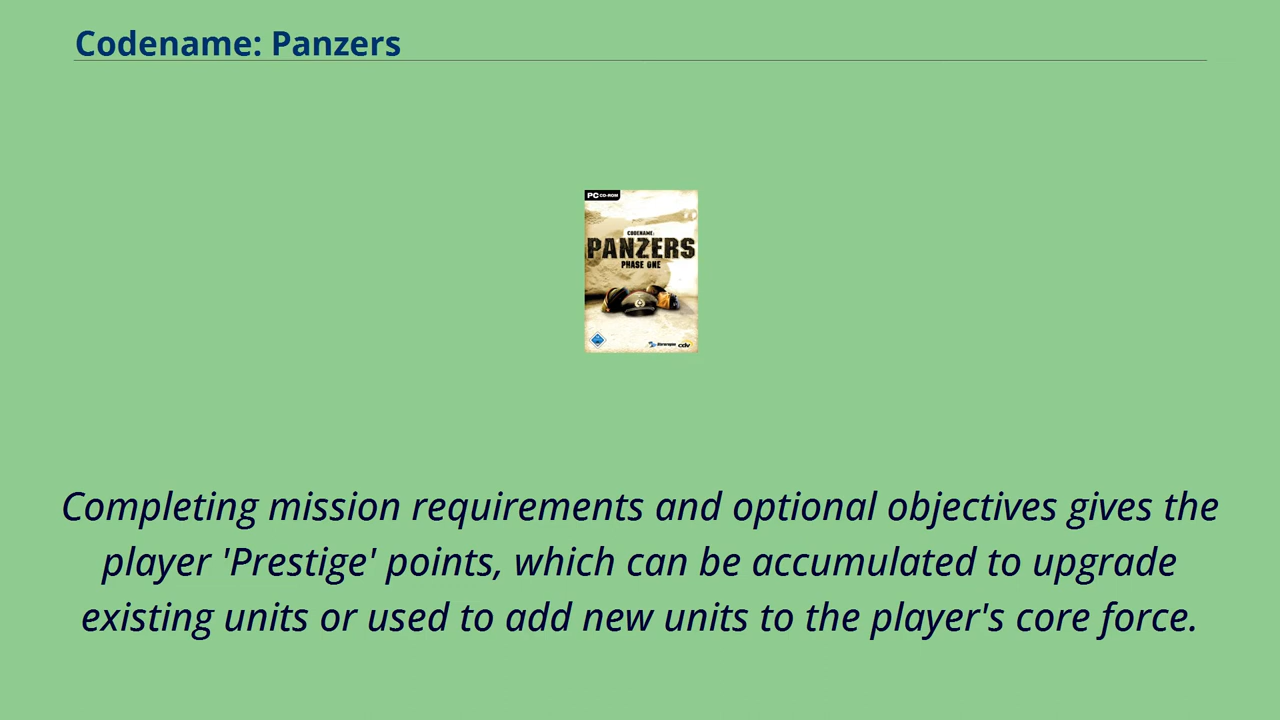 Codename: Panzers
PC CD-ROM
CODENAME:
PANZERS
PHASE ONE
cdv
Completing mission requirements and optional objectives gives the
player 'Prestige' points, which can be accumulated to upgrade
existing units or used to add new units to the player's core force.